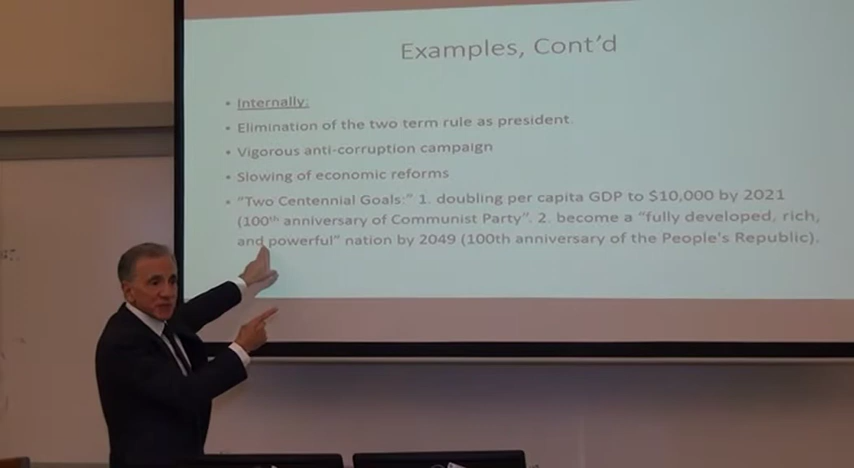 Examples, Cont'd
• Internally:
• Elimination of the two term rule as president.
• Vigorous anti-corruption campaign
• Slowing of economic reforms
• "Two Centennial Goals:" 1. doubling per capita GDP to $10,000 by 2021
(100th anniversary of Communist Party". 2. become a "fully developed, rich,
and powerful" nation by 2049 (100th anniversary of the People's Republic).